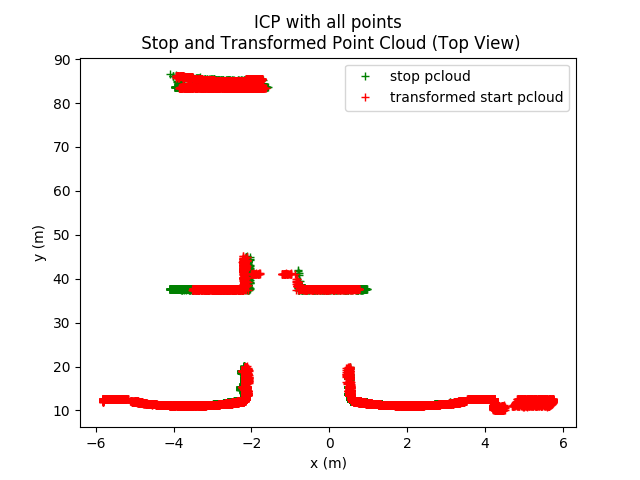 ICP with all points
Stop and Transformed Point Cloud (Top View)
90
80
70
60
50
40
30
20
10
y (m)
stop pcloud
transformed start pcloud
−6
−4
−2
0
2
4
6
x (m)